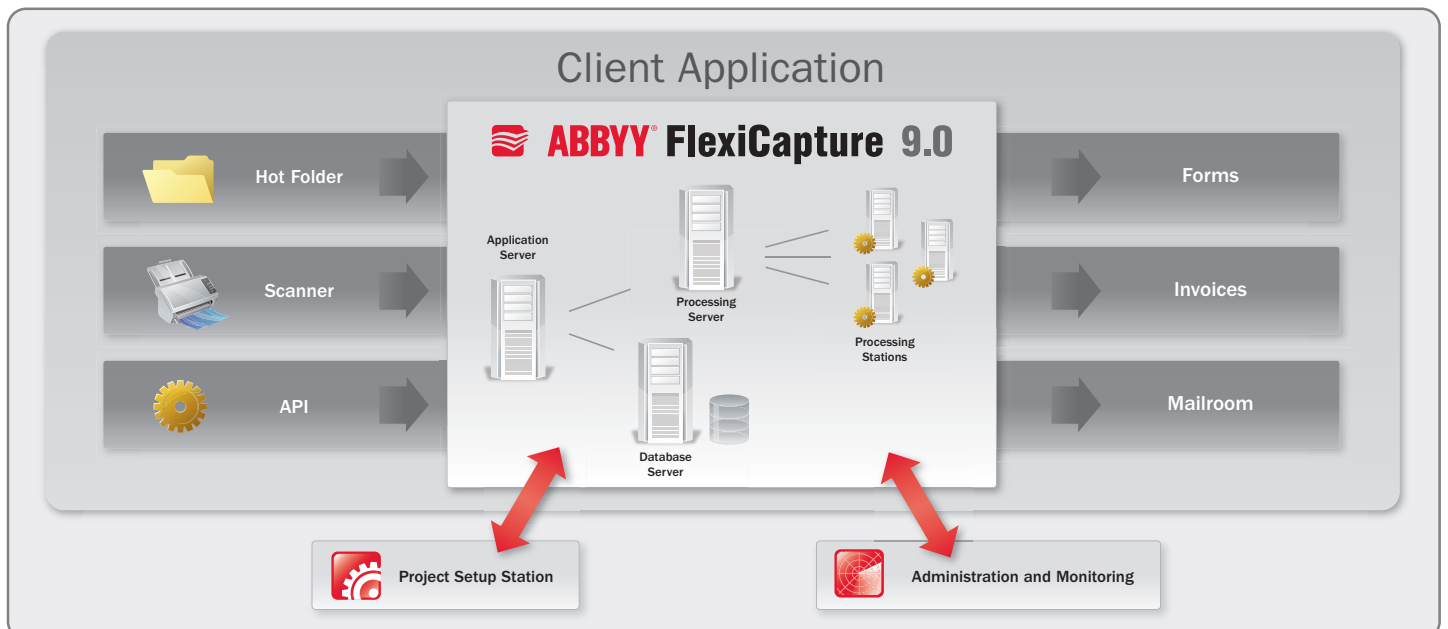 Client Application
ABBYY® FlexiCapture 9.0
Hot Folder
Scanner
API
Application
Server
Processing
Server
Database
Server
Processing
Stations
Forms
Invoices
Mailroom
Project Setup Station
Administration and Monitoring